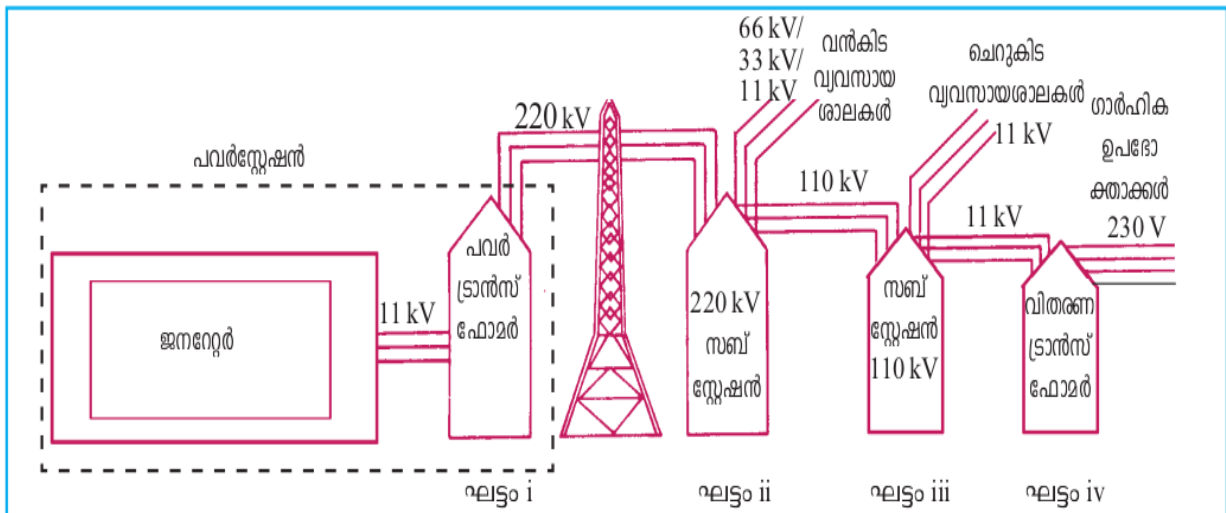 പവർസ്റ്റേഷൻ
ജനറേറ്റർ
11 kV
പവർ
ട്രാൻസ്
ഫോമർ
220 kV
66 kV/
33 kV/
11 kV
വൻകിട
വ്യവസായ
ശാലകൾ
220 kV
സബ്
സ്റ്റേഷൻ
110 kV
ചെറുകിട
വ്യവസായശാലകൾ
11 kV
സബ്
സ്റ്റേഷൻ
110 kV
11 kV
ഗാർഹിക
ഉപഭോ
ക്താക്കൾ
230 V
വിതരണ
ട്രാൻസ്
ഫോമർ
ഘട്ടം i
ഘട്ടം ii
ഘട്ടം iii
ഘട്ടം iv